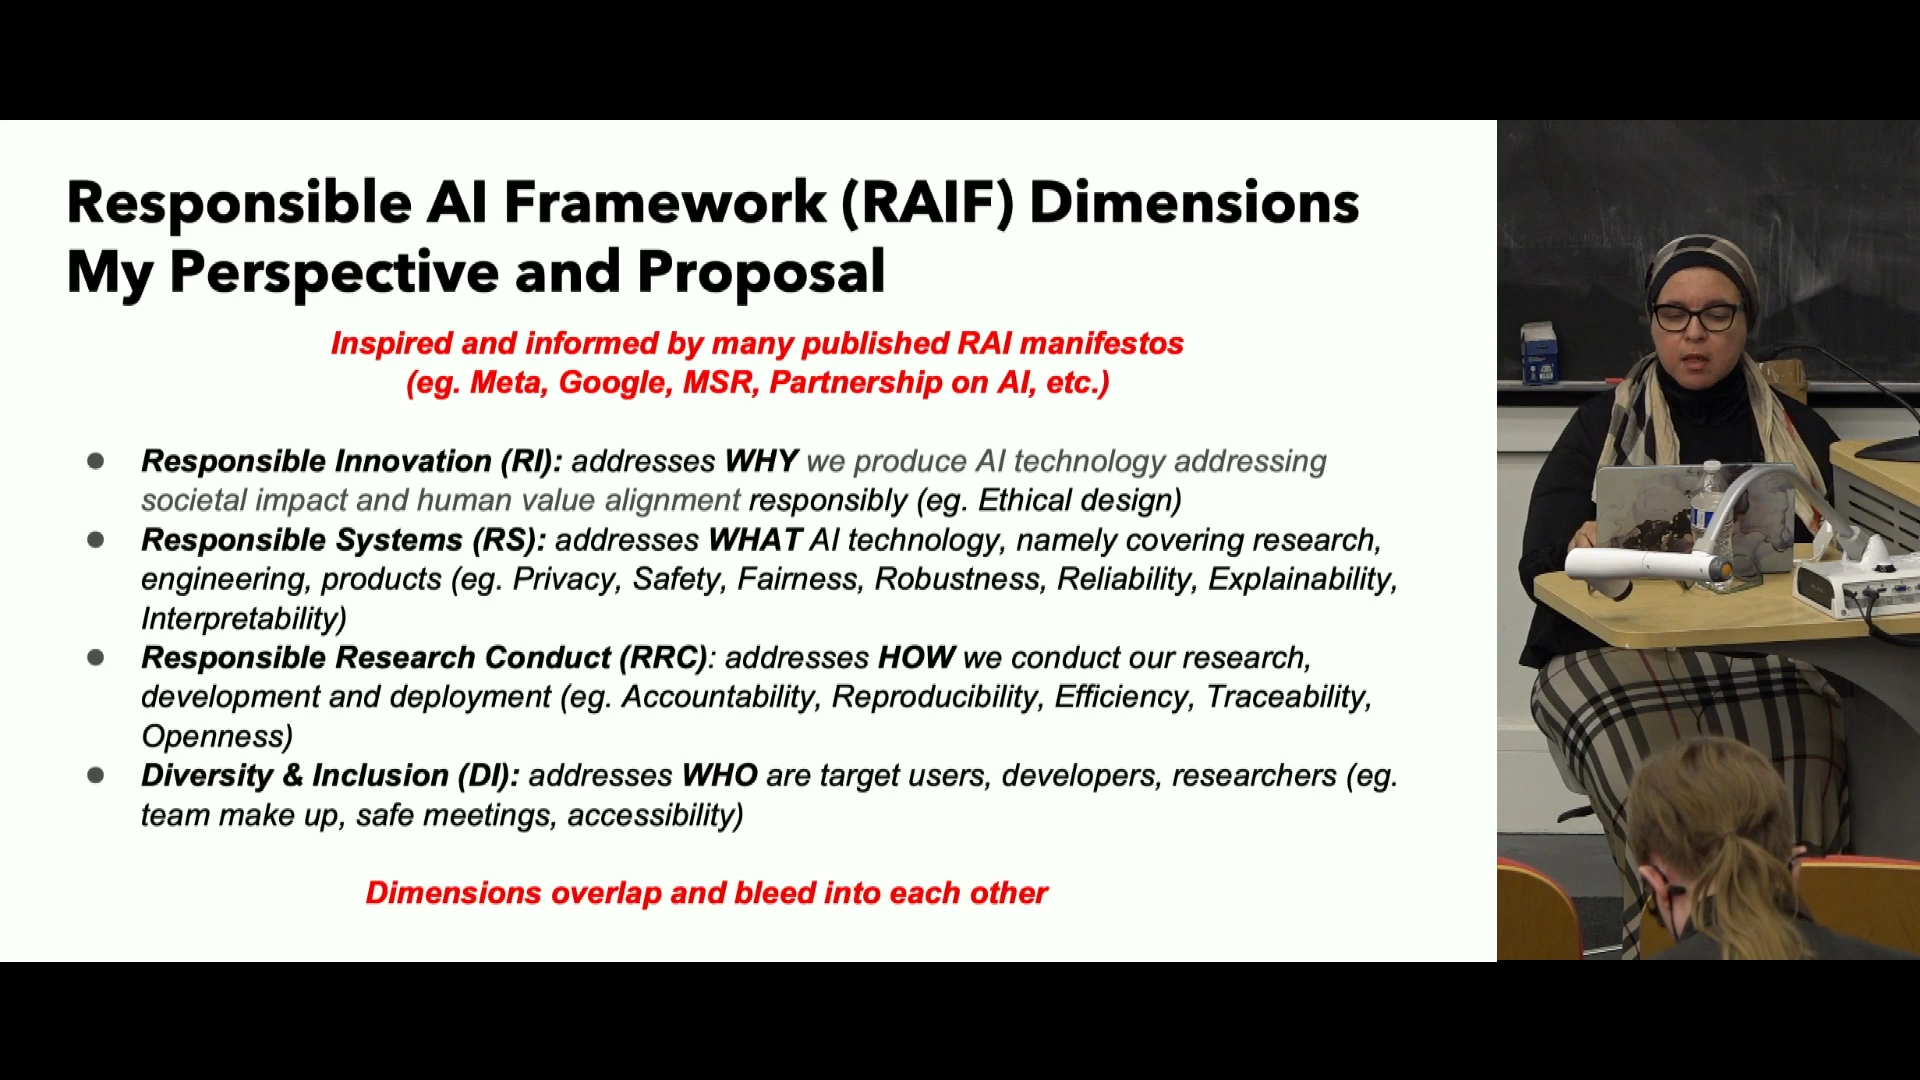 Responsible AI Framework (RAIF) Dimensions
My Perspective and Proposal
Inspired and informed by many published RAI manifestos
(eg. Meta, Google, MSR, Partnership on AI, etc.)
● Responsible Innovation (RI): addresses WHY we produce AI technology addressing
societal impact and human value alignment responsibly (eg. Ethical design)
● Responsible Systems (RS): addresses WHAT AI technology, namely covering research,
engineering, products (eg. Privacy, Safety, Fairness, Robustness, Reliability, Explainability,
Interpretability)
● Responsible Research Conduct (RRC): addresses HOW we conduct our research,
development and deployment (eg. Accountability, Reproducibility, Efficiency, Traceability,
Openness)
● Diversity & Inclusion (DI): addresses WHO are target users, developers, researchers (eg.
team make up, safe meetings, accessibility)
Dimensions overlap and bleed into each other